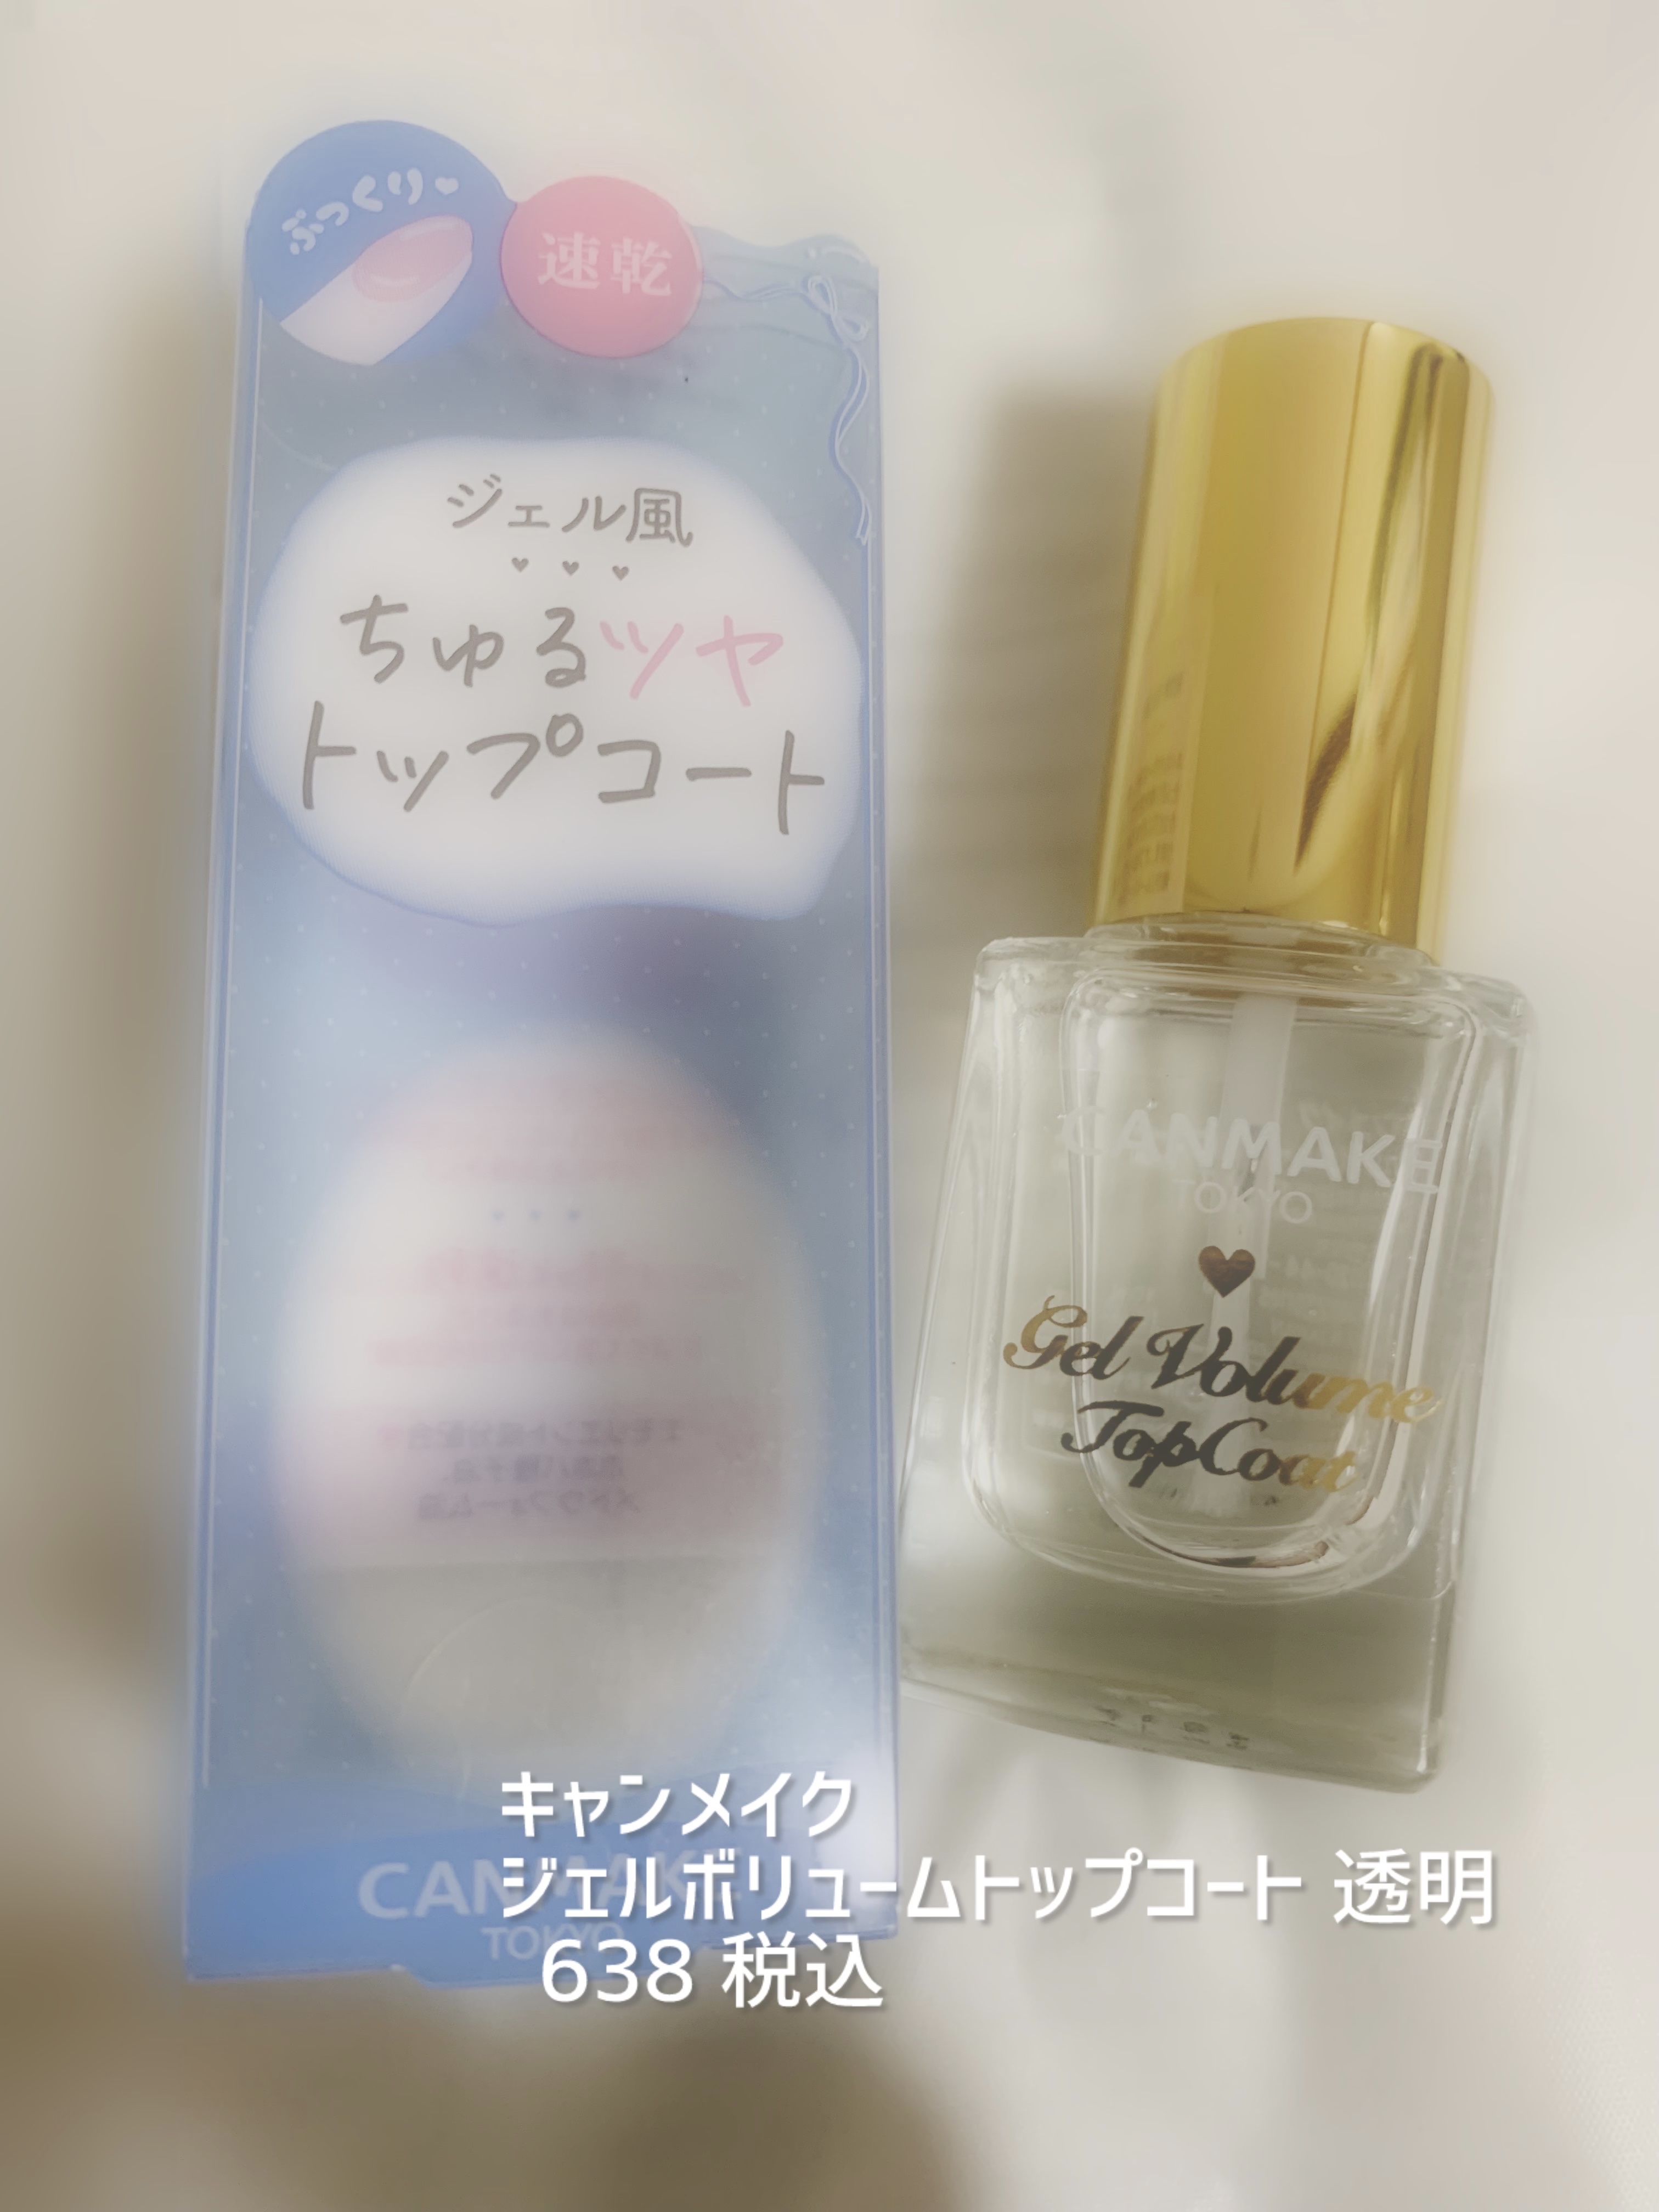 ぷっくり♥
速乾
ジェル風
ちゅるツヤ
トップコート
CANMAKE
TOKYO
Gel Volume
TopCoat
キャンメイク
ジェルボリュームトップコート 透明
638 税込
CANMAKE
TOKYO